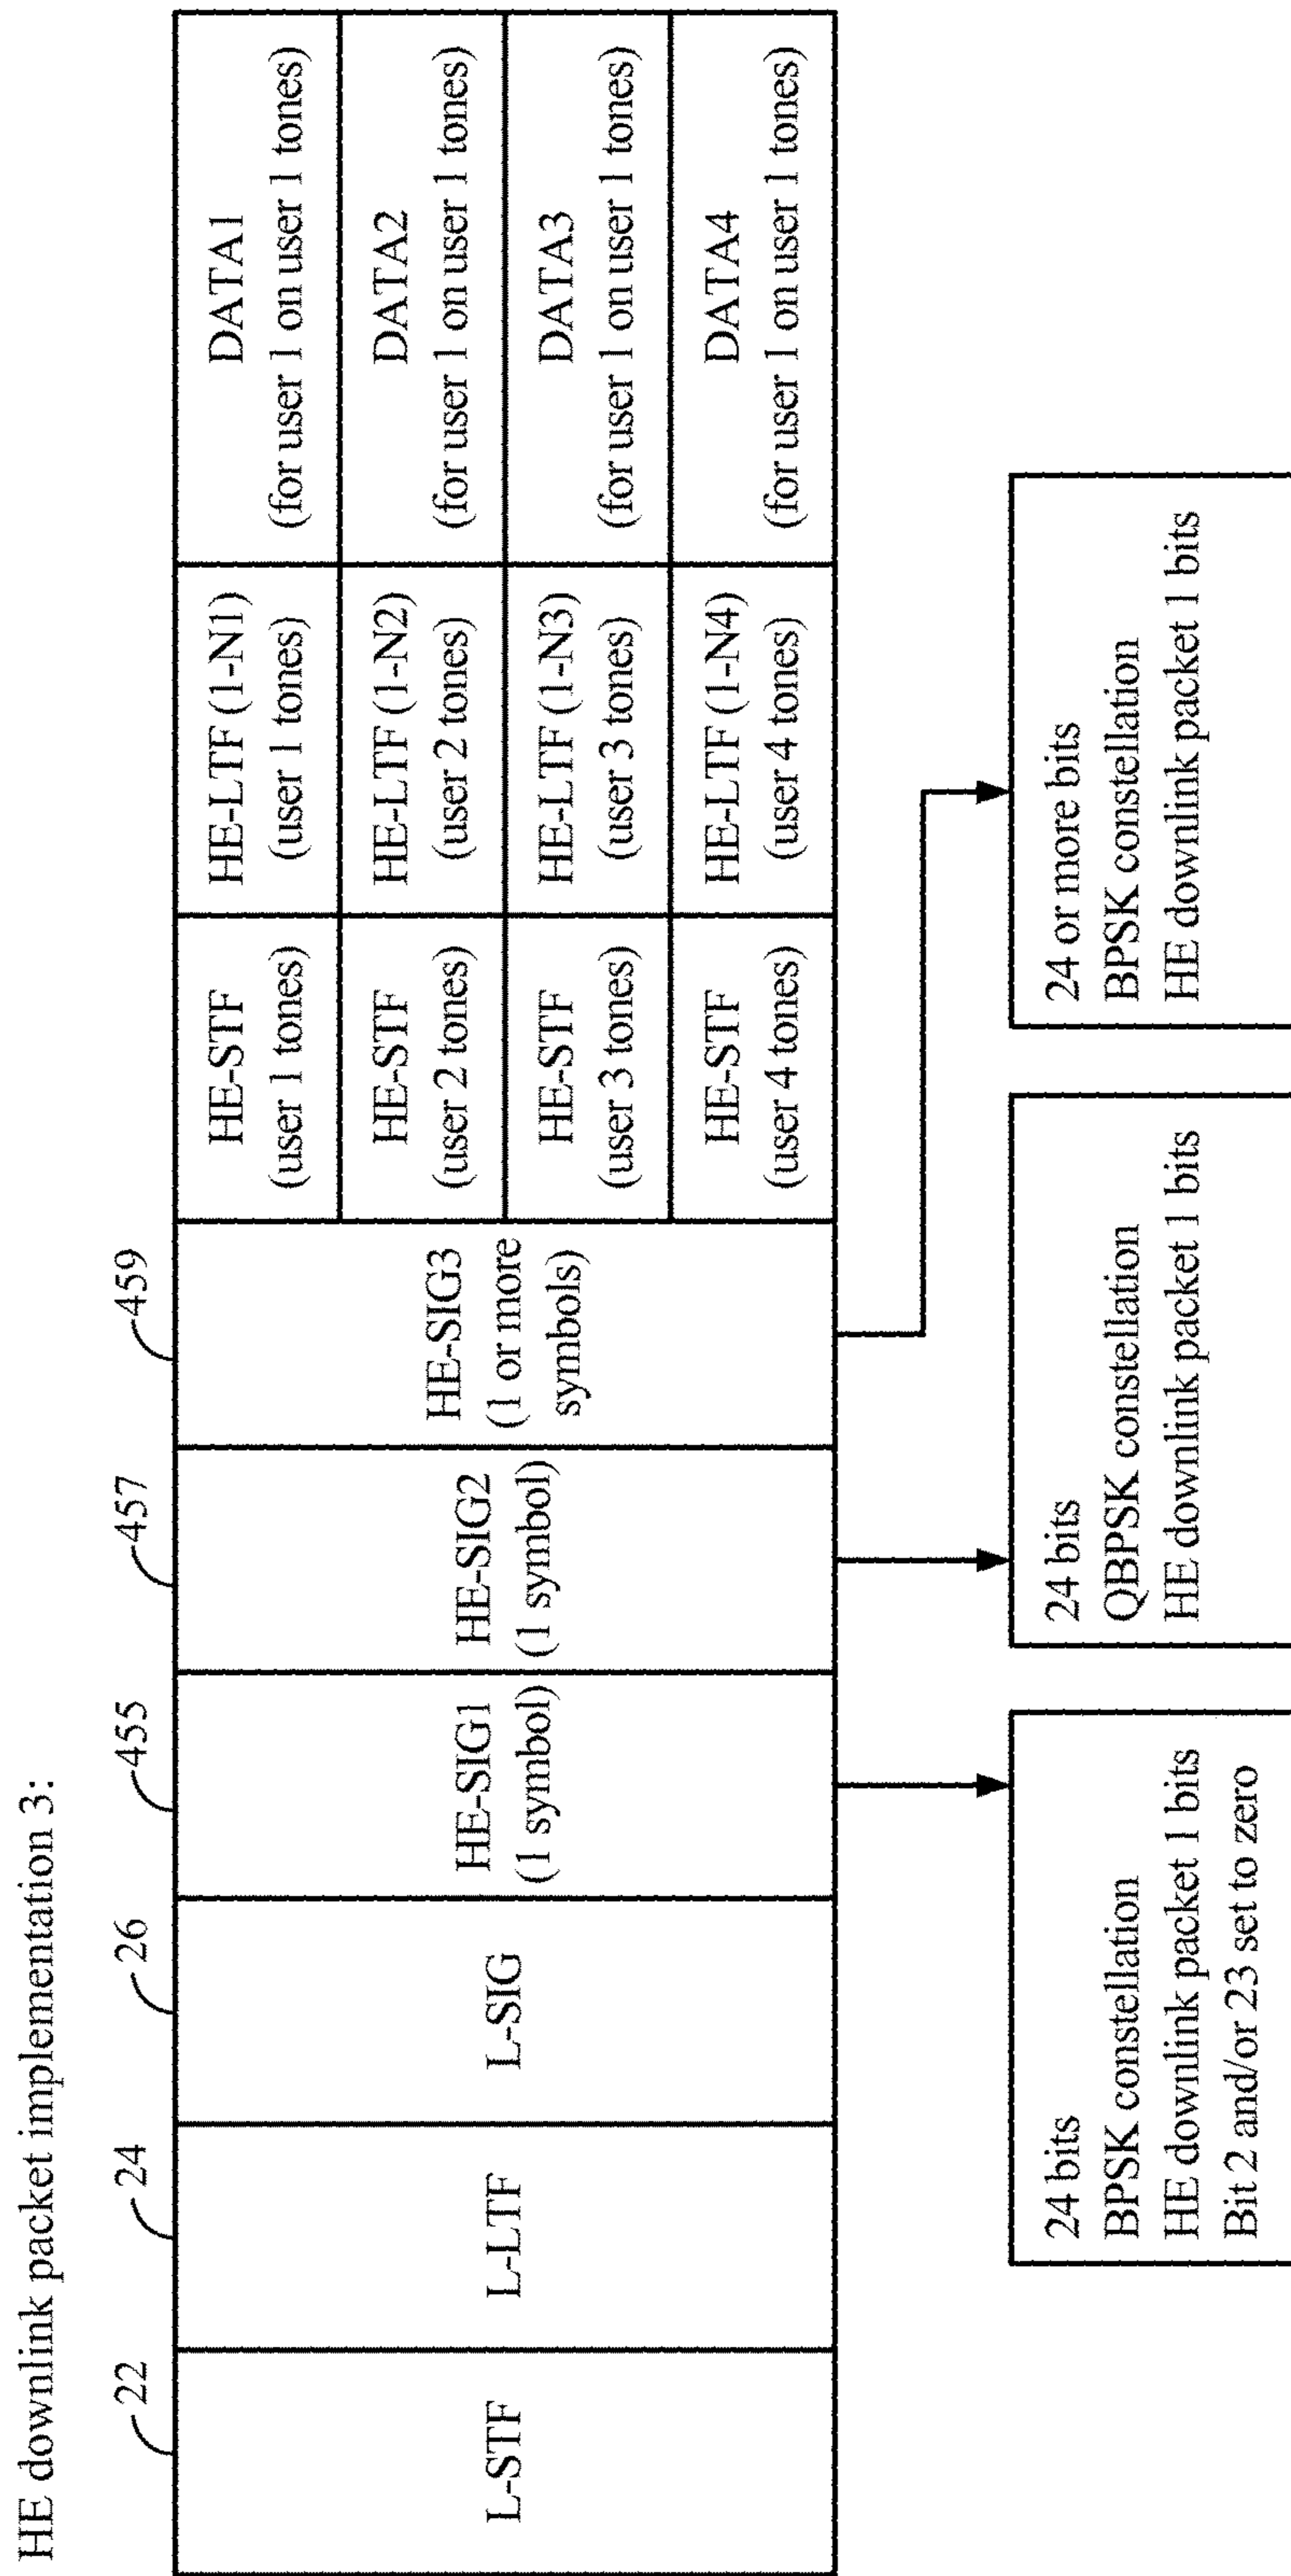 HE downlink packet implementation 3:
22
24
26
455
457
459
L-STF
L-LTF
L-SIG
HE-SIG1
(1 symbol)
HE-SIG2
(1 symbol)
HE-SIG3
(1 or more
symbols)
HE-STF
(user 1 tones)
HE-LTF (1-N1)
(user 1 tones)
DATA1
(for user 1 on user 1 tones)
HE-STF
(user 2 tones)
HE-LTF (1-N2)
(user 2 tones)
DATA2
(for user 1 on user 1 tones)
HE-STF
(user 3 tones)
HE-LTF (1-N3)
(user 3 tones)
DATA3
(for user 1 on user 1 tones)
HE-STF
(user 4 tones)
HE-LTF (1-N4)
(user 4 tones)
DATA4
(for user 1 on user 1 tones)
24 bits
BPSK constellation
HE downlink packet 1 bits
Bit 2 and/or 23 set to zero
24 bits
QBPSK constellation
HE downlink packet 1 bits
24 or more bits
BPSK constellation
HE downlink packet 1 bits